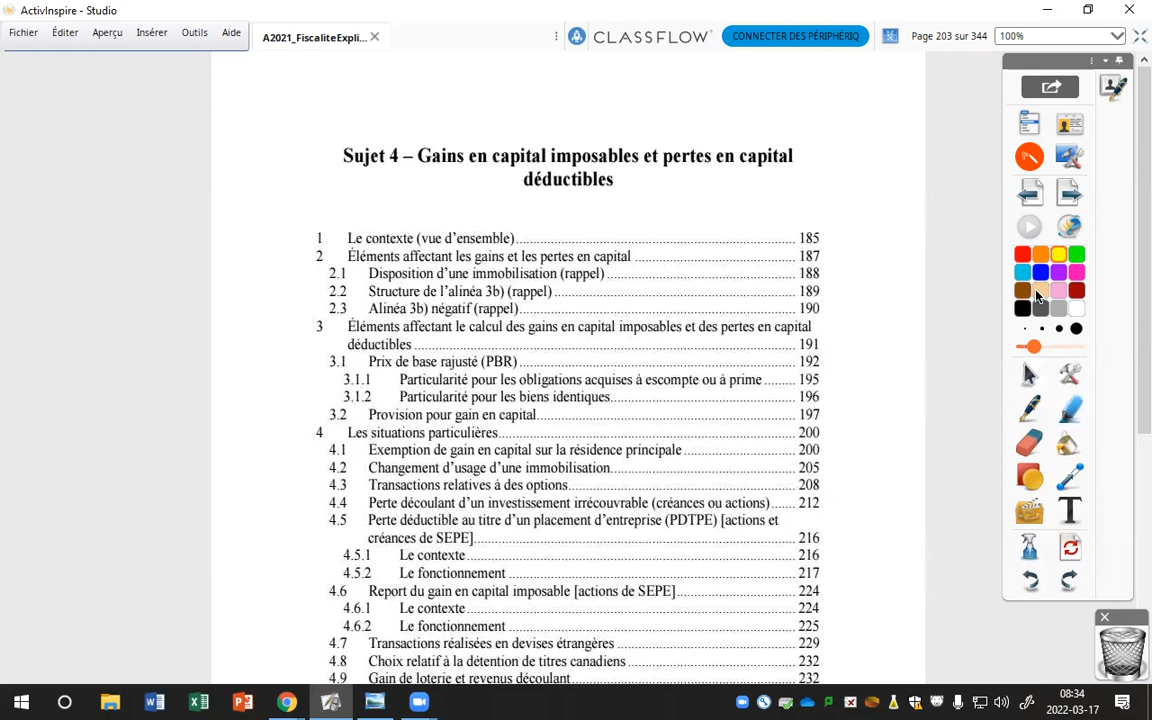 ActivInspire - Studio
Fichier Éditer Aperçu Insérer Outils Aide
A2021_FiscaliteExpli...
CLASSFLOW
CONNECTER DES PÉRIPHÉRIQ
Page 203 sur 344
100%
Sujet 4 – Gains en capital imposables et pertes en capital
déductibles
1 Le contexte (vue d'ensemble) 185
2 Éléments affectant les gains et les pertes en capital 187
2.1 Disposition d'une immobilisation (rappel) 188
2.2 Structure de l'alinéa 3b) (rappel) 189
2.3 Alinéa 3b) négatif (rappel) 190
3 Éléments affectant le calcul des gains en capital imposables et des pertes en capital
déductibles 191
3.1 Prix de base rajusté (PBR) 192
3.1.1 Particularité pour les obligations acquises à escompte ou à prime 195
3.1.2 Particularité pour les biens identiques 196
3.2 Provision pour gain en capital 197
4 Les situations particulières 200
4.1 Exemption de gain en capital sur la résidence principale 200
4.2 Changement d'usage d'une immobilisation 205
4.3 Transactions relatives à des options 208
4.4 Perte découlant d'un investissement irrécouvrable (créances ou actions) 212
4.5 Perte déductible au titre d'un placement d'entreprise (PDTPE) [actions et
créances de SEPE] 216
4.5.1 Le contexte 216
4.5.2 Le fonctionnement 217
4.6 Report du gain en capital imposable [actions de SEPE] 224
4.6.1 Le contexte 224
4.6.2 Le fonctionnement 225
4.7 Transactions réalisées en devises étrangères 229
4.8 Choix relatif à la détention de titres canadiens 232
4.9 Gain de loterie et revenus découlant 232
08:34
2022-03-17